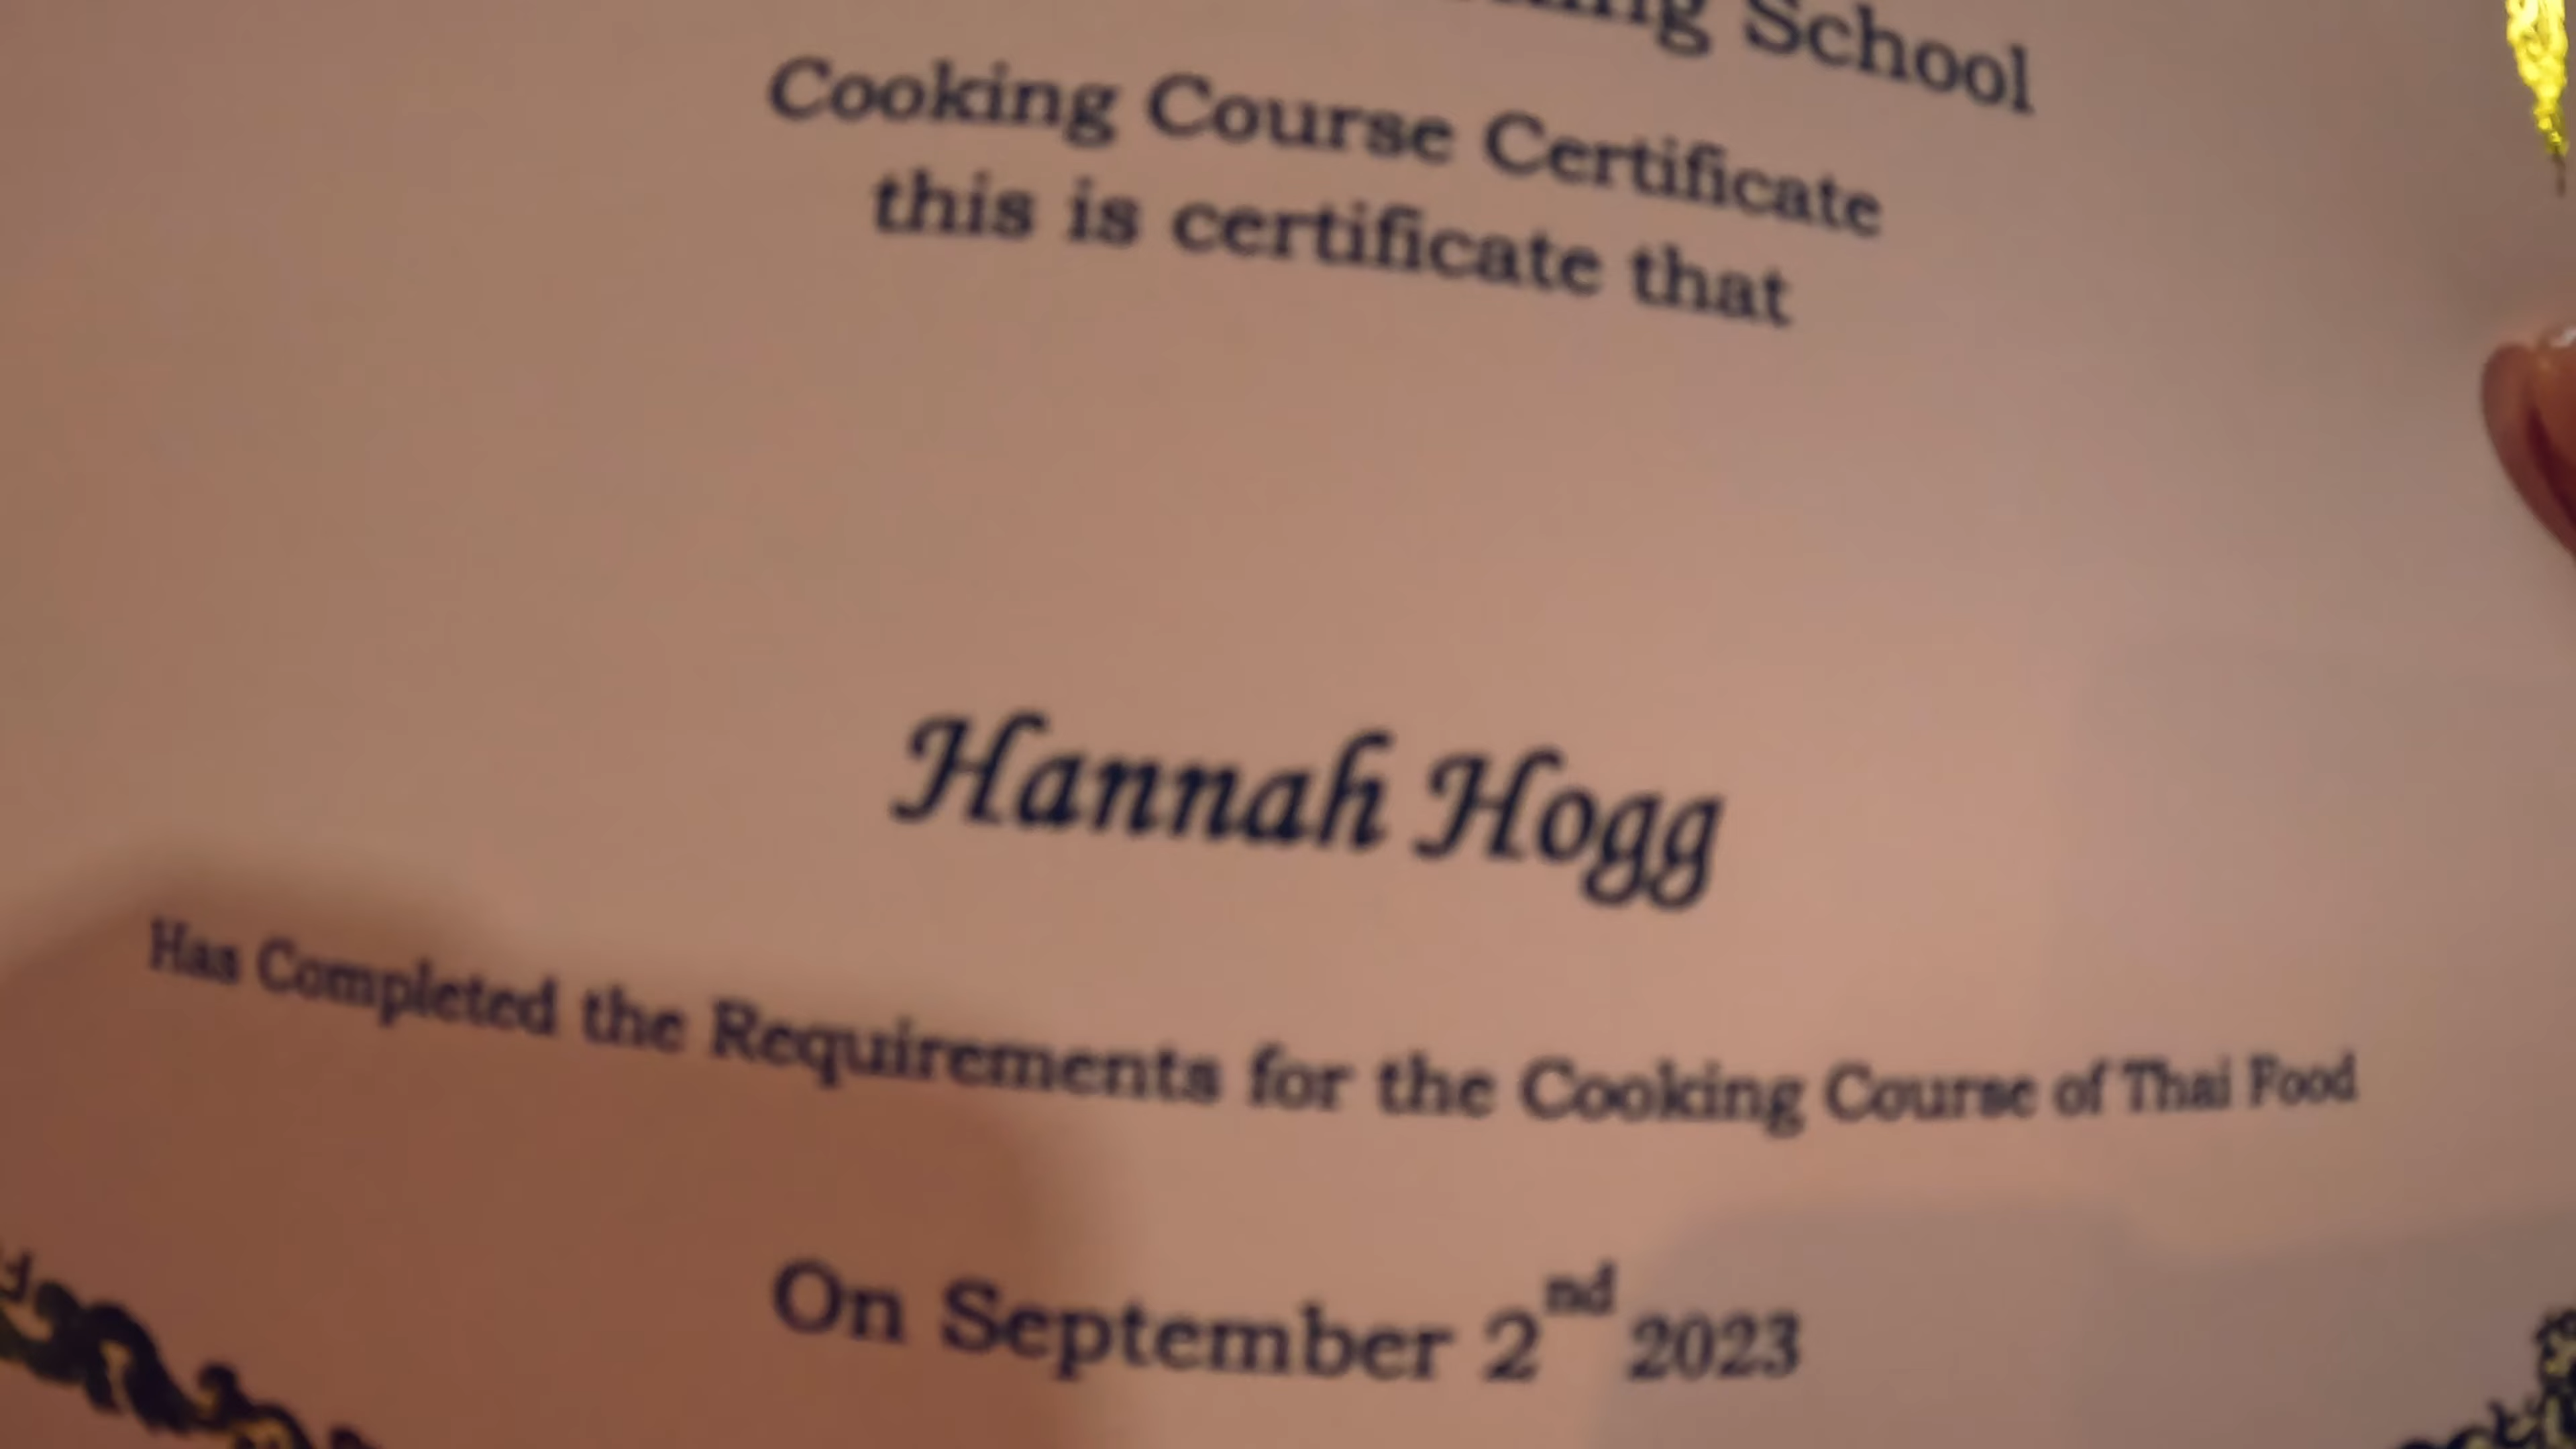 School
Cooking Course Certificate
this is certificate that
Hannah Hogg
Has Completed the Requirements for the Cooking Course of Thai Food
On September 2nd 2023